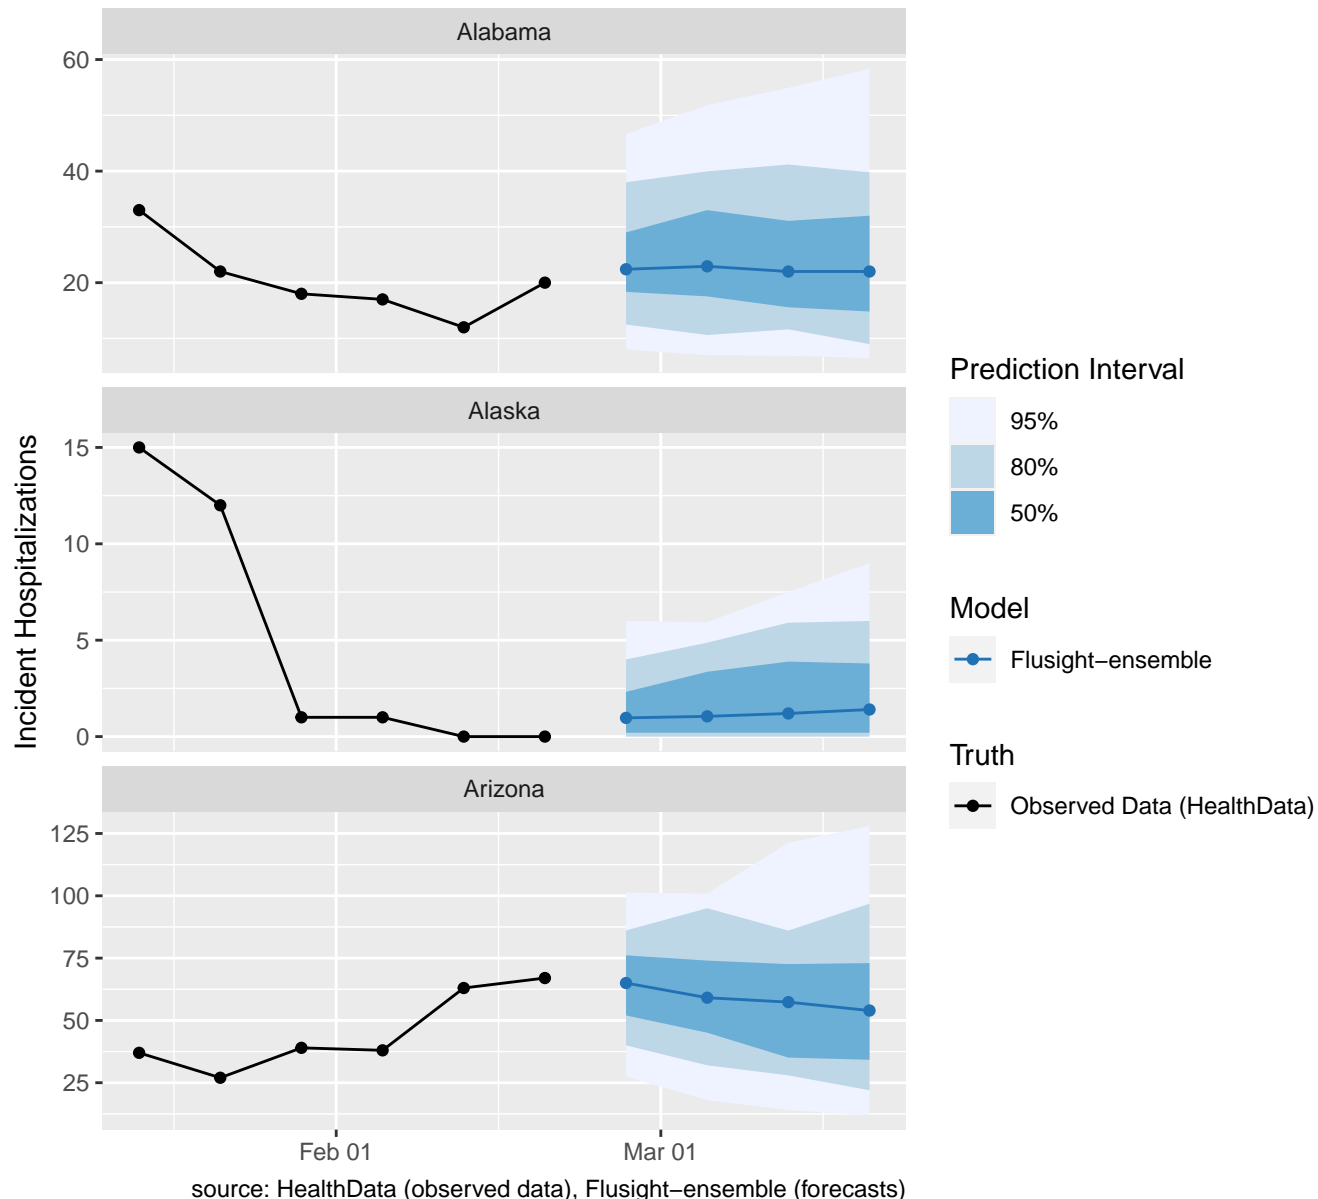 Alabama
60
40
20
Alaska
15
10
5
0
Arizona
125
100
75
50
25
Feb 01
Mar 01
Incident Hospitalizations
source: HealthData (observed data), Flusight−ensemble (forecasts)
Prediction Interval
95%
80%
50%
Model
Flusight−ensemble
Truth
Observed Data (HealthData)